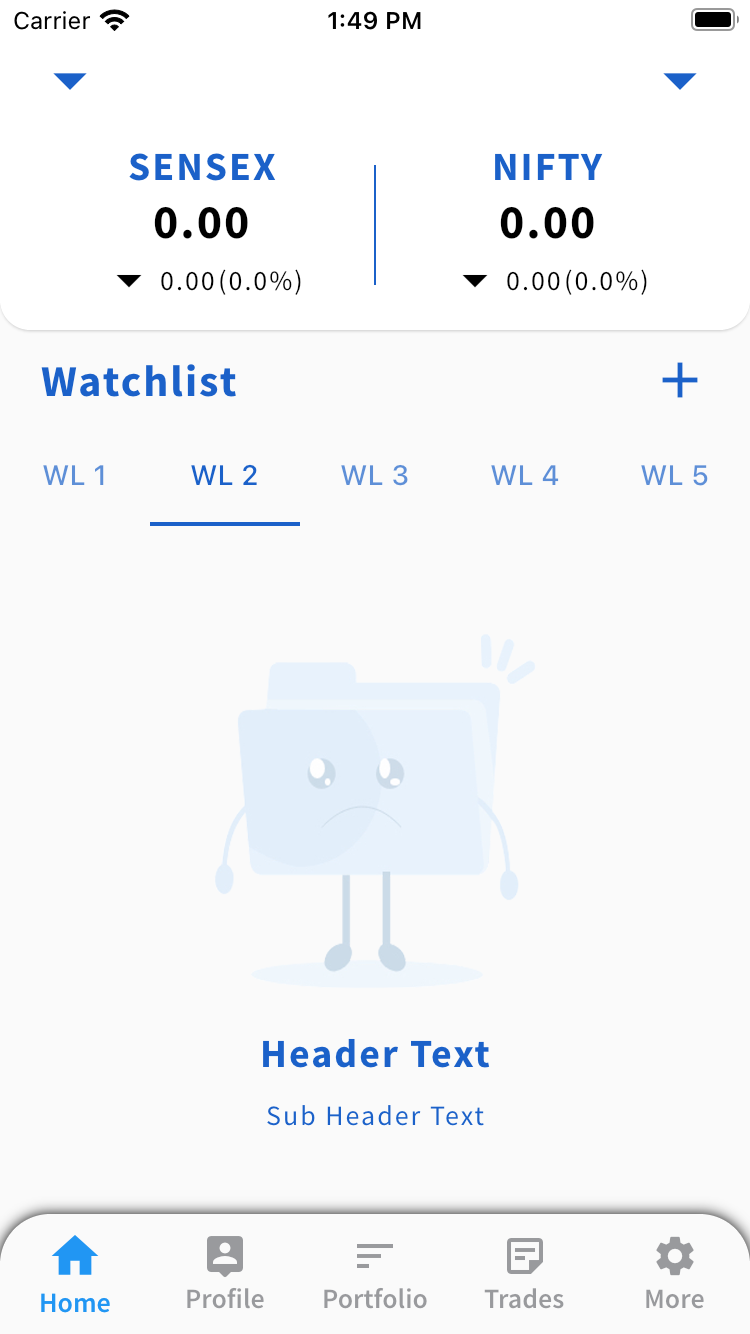 Carrier 1:49 PM
SENSEX NIFTY
0.00 0.00
0.00(0.0%) 0.00(0.0%)
Watchlist
WL 1 WL 2 WL 3 WL 4 WL 5
Header Text
Sub Header Text
Home Profile Portfolio Trades More